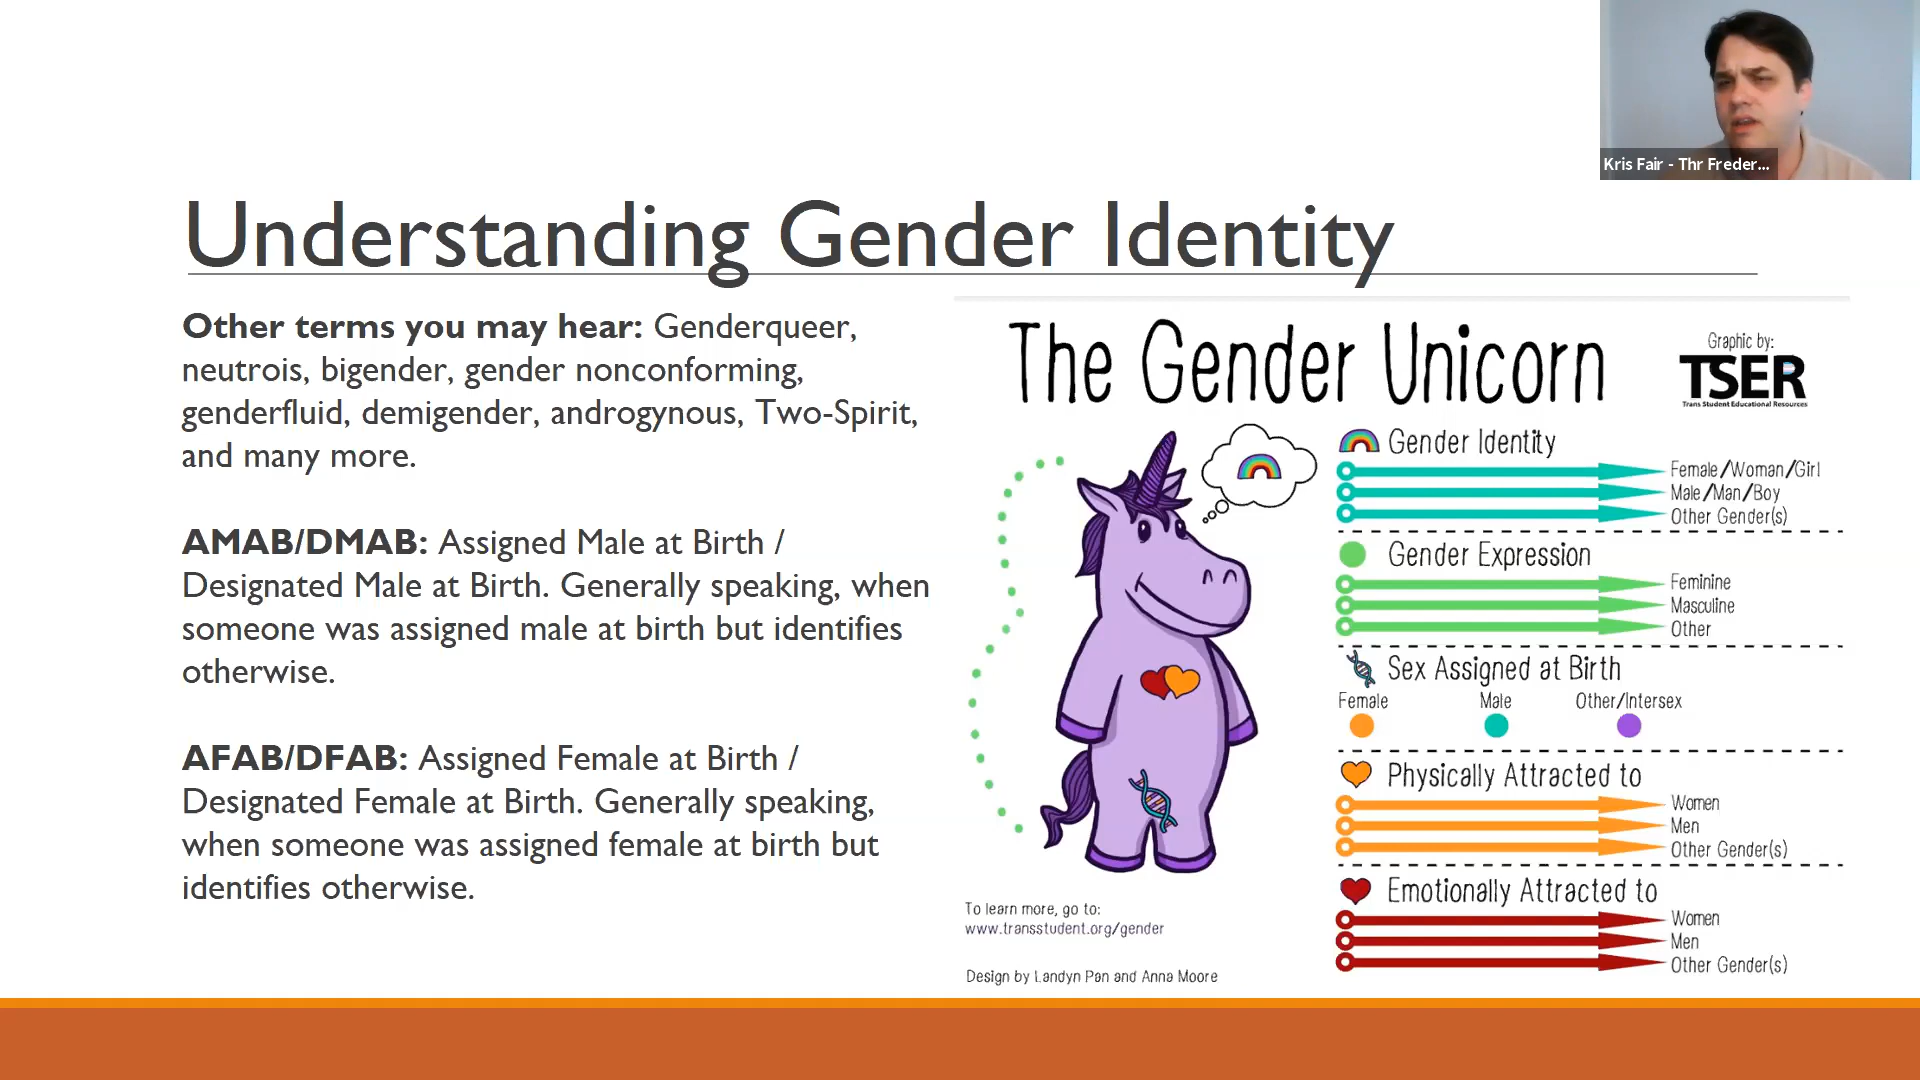 Kris Fair - Thr Freder...
Understanding Gender Identity
Other terms you may hear: Genderqueer,
neutrois, bigender, gender nonconforming,
genderfluid, demigender, androgynous, Two-Spirit,
and many more.
AMAB/DMAB: Assigned Male at Birth /
Designated Male at Birth. Generally speaking, when
someone was assigned male at birth but identifies
otherwise.
AFAB/DFAB: Assigned Female at Birth /
Designated Female at Birth. Generally speaking,
when someone was assigned female at birth but
identifies otherwise.
The Gender Unicorn
Graphic by:
TSER
Trans Student Educational Resources
Gender Identity
Female/Woman/Girl
Male/Man/Boy
Other Gender(s)
Gender Expression
Feminine
Masculine
Other
Sex Assigned at Birth
Female Male Other/Intersex
Physically Attracted to
Women
Men
Other Gender(s)
Emotionally Attracted to
Women
Men
Other Gender(s)
To learn more, go to:
www.transstudent.org/gender
Design by Landyn Pan and Anna Moore